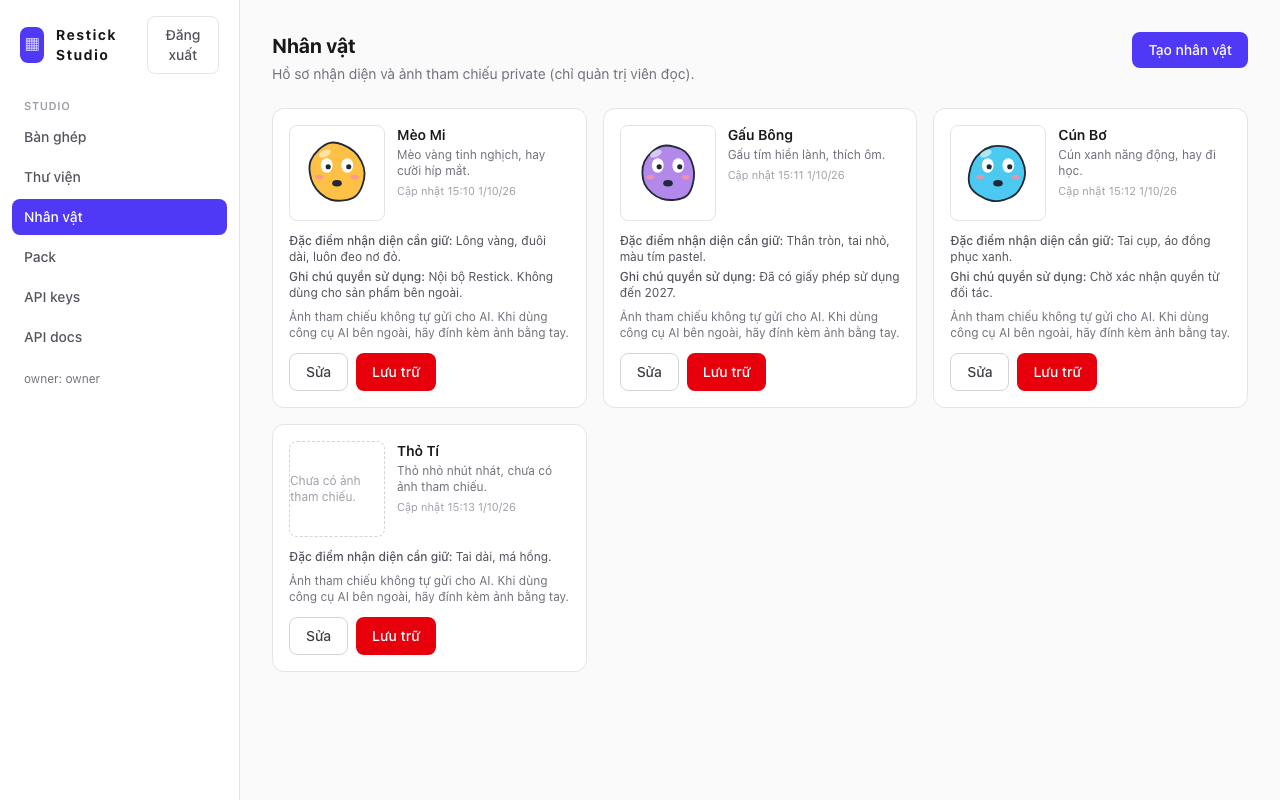 Restick
Studio
Đăng
xuất
STUDIO
Bàn ghép
Thư viện
Nhân vật
Pack
API keys
API docs
owner: owner
Nhân vật
Hồ sơ nhận diện và ảnh tham chiếu private (chỉ quản trị viên đọc).
Tạo nhân vật
Mèo Mi
Mèo vàng tinh nghịch, hay
cười híp mắt.
Cập nhật 15:10 1/10/26
Đặc điểm nhận diện cần giữ: Lông vàng, đuôi
dài, luôn đeo nơ đỏ.
Ghi chú quyền sử dụng: Nội bộ Restick. Không
dùng cho sản phẩm bên ngoài.
Ảnh tham chiếu không tự gửi cho AI. Khi dùng
công cụ AI bên ngoài, hãy đính kèm ảnh bằng tay.
Sửa
Lưu trữ
Gấu Bông
Gấu tím hiền lành, thích ôm.
Cập nhật 15:11 1/10/26
Đặc điểm nhận diện cần giữ: Thân tròn, tai nhỏ,
màu tím pastel.
Ghi chú quyền sử dụng: Đã có giấy phép sử dụng
đến 2027.
Ảnh tham chiếu không tự gửi cho AI. Khi dùng
công cụ AI bên ngoài, hãy đính kèm ảnh bằng tay.
Sửa
Lưu trữ
Cún Bơ
Cún xanh năng động, hay đi
học.
Cập nhật 15:12 1/10/26
Đặc điểm nhận diện cần giữ: Tai cụp, áo đồng
phục xanh.
Ghi chú quyền sử dụng: Chờ xác nhận quyền từ
đối tác.
Ảnh tham chiếu không tự gửi cho AI. Khi dùng
công cụ AI bên ngoài, hãy đính kèm ảnh bằng tay.
Sửa
Lưu trữ
Chưa có ảnh
tham chiếu.
Thỏ Tí
Thỏ nhỏ nhút nhát, chưa có
ảnh tham chiếu.
Cập nhật 15:13 1/10/26
Đặc điểm nhận diện cần giữ: Tai dài, má hồng.
Ảnh tham chiếu không tự gửi cho AI. Khi dùng
công cụ AI bên ngoài, hãy đính kèm ảnh bằng tay.
Sửa
Lưu trữ